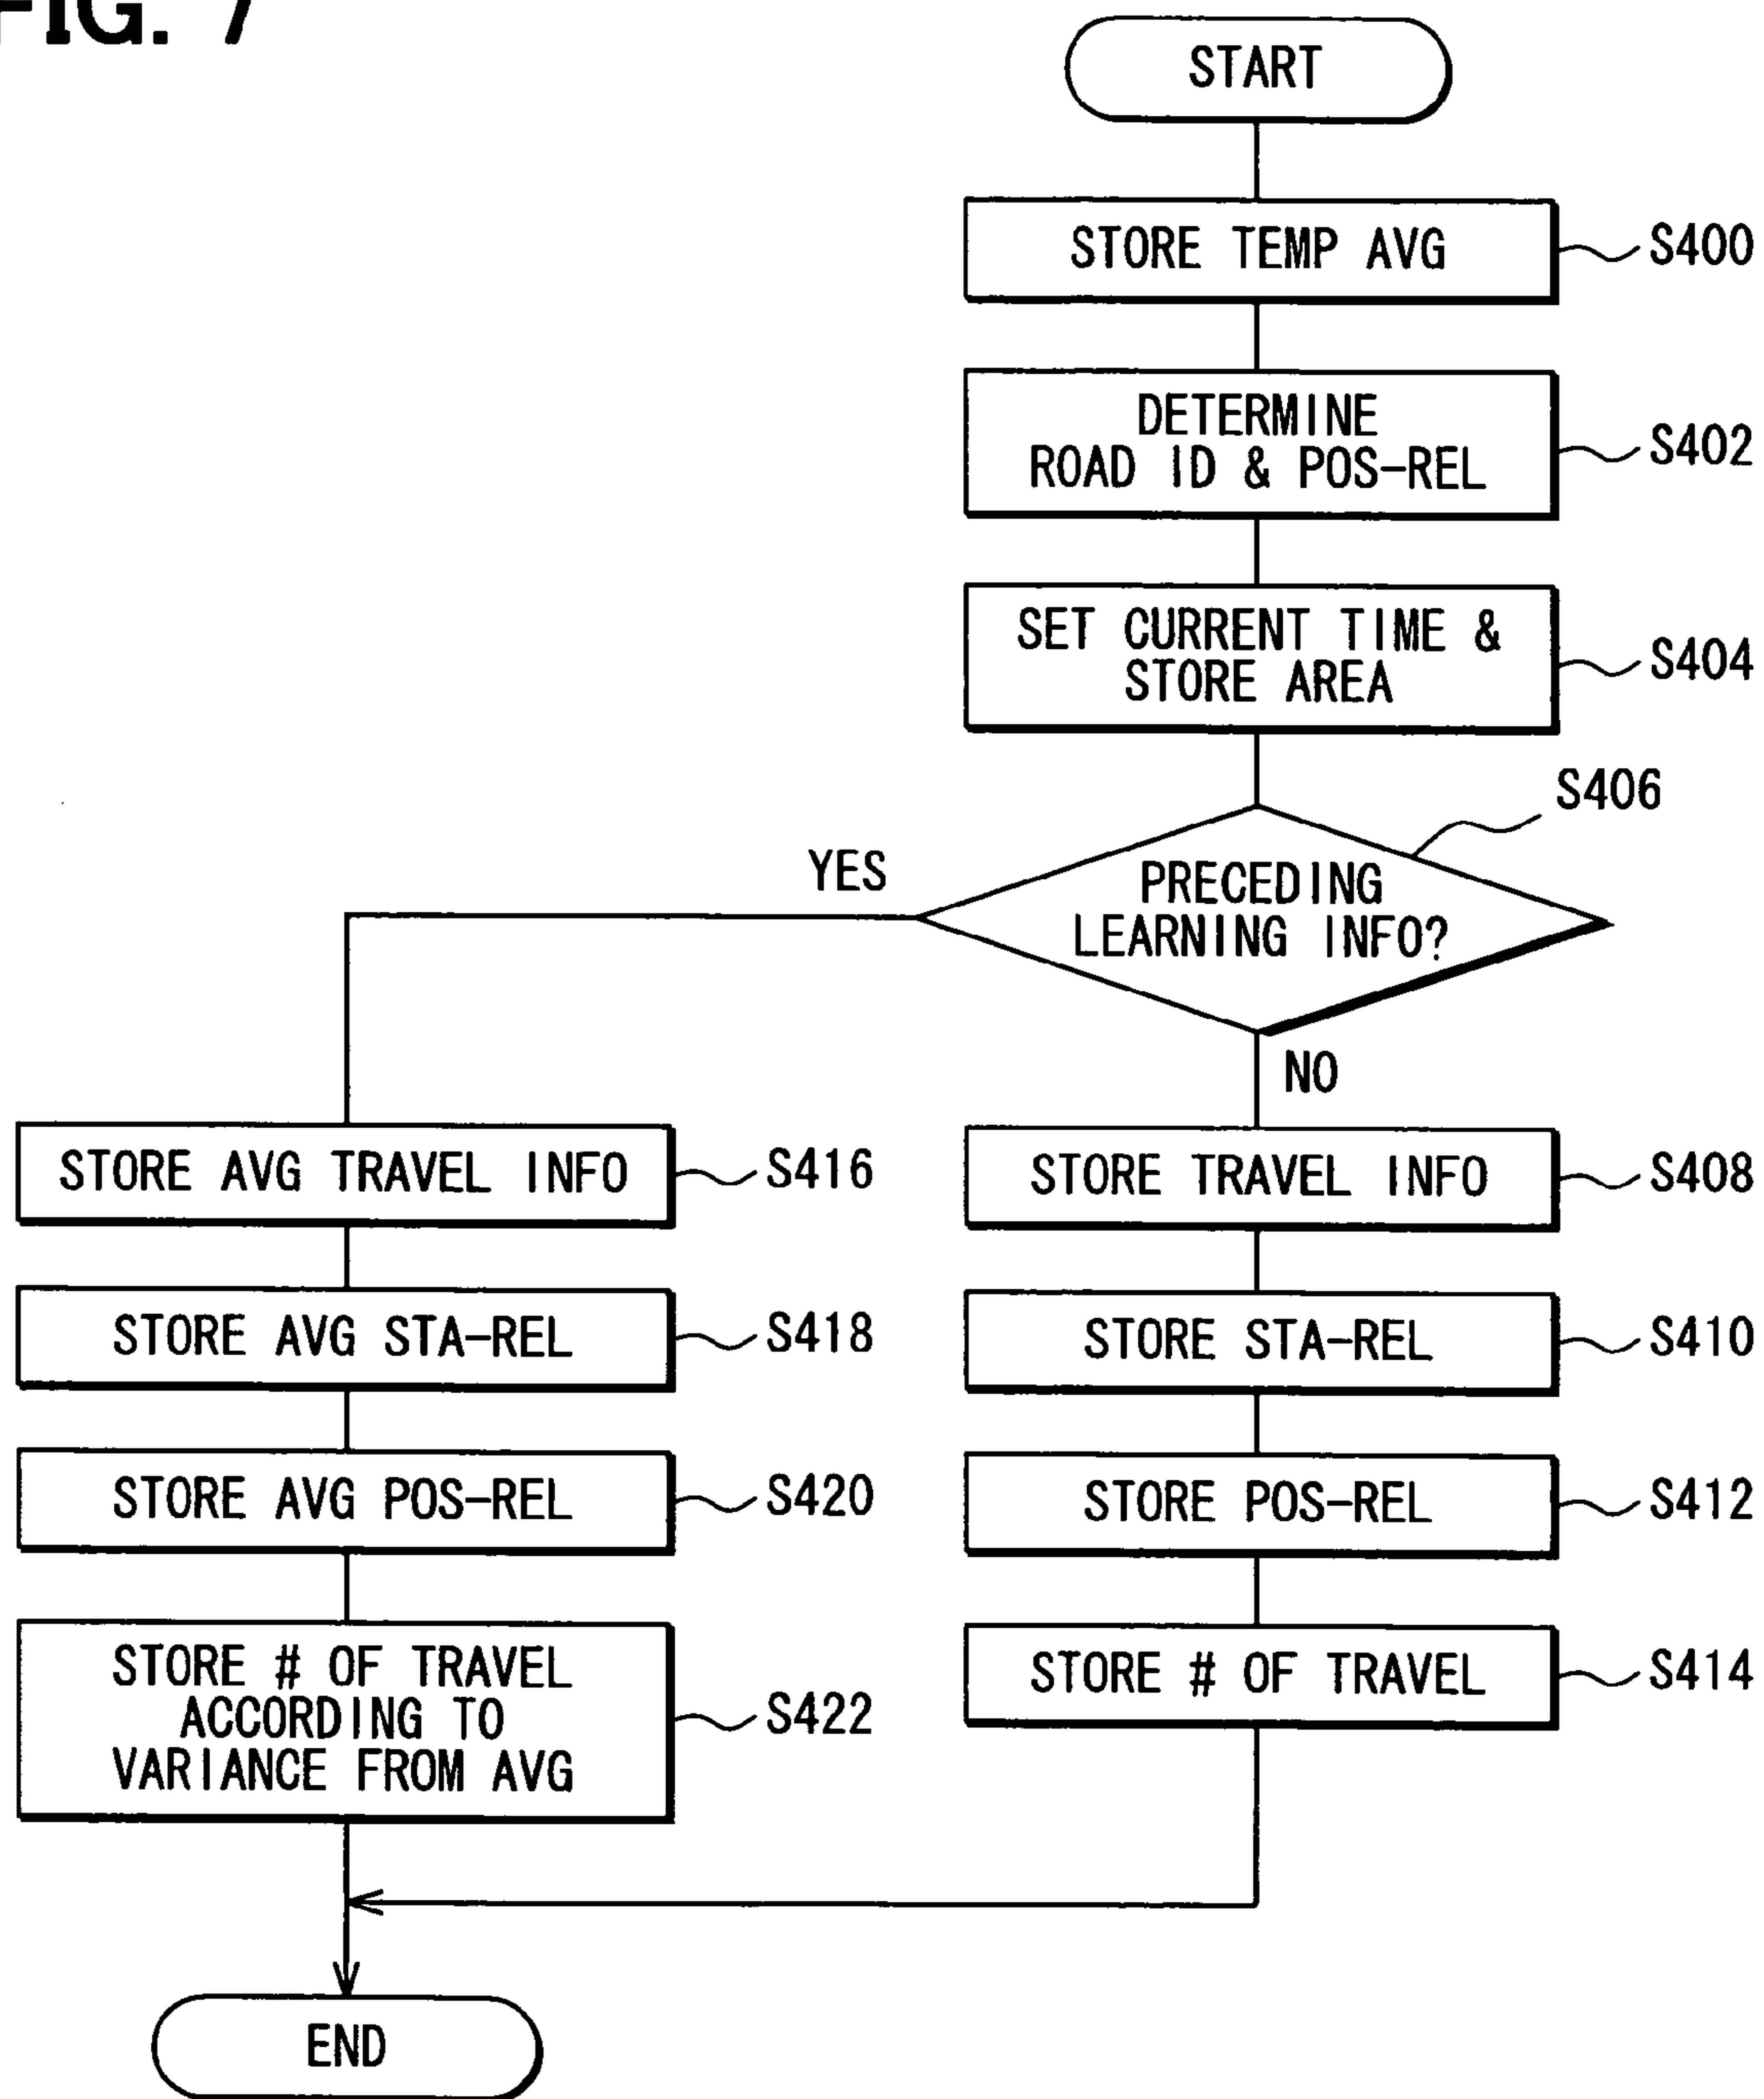 FIG. 7
START
STORE TEMP AVG
S400
DETERMINE
ROAD ID & POS-REL
S402
SET CURRENT TIME &
STORE AREA
S404
S406
YES
PRECEDING
LEARNING INFO?
NO
STORE AVG TRAVEL INFO
S416
STORE TRAVEL INFO
S408
STORE AVG STA-REL
S418
STORE STA-REL
S410
STORE AVG POS-REL
S420
STORE POS-REL
S412
STORE # OF TRAVEL
ACCORDING TO
VARIANCE FROM AVG
S422
STORE # OF TRAVEL
S414
END